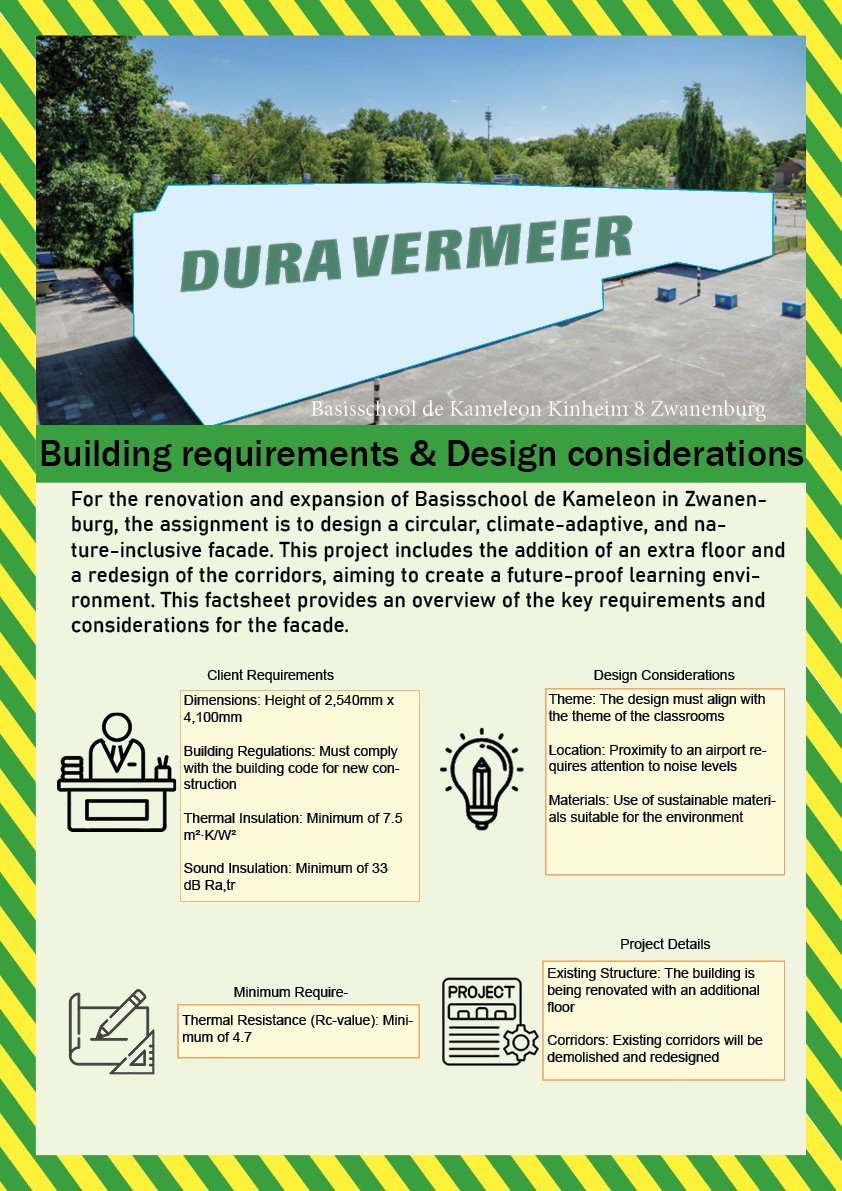 DURA VERMEER
Basisschool de Kameleon Kinheim 8 Zwanenburg
Building requirements & Design considerations
For the renovation and expansion of Basisschool de Kameleon in Zwanen-
burg, the assignment is to design a circular, climate-adaptive, and na-
ture-inclusive facade. This project includes the addition of an extra floor and
a redesign of the corridors, aiming to create a future-proof learning envi-
ronment. This factsheet provides an overview of the key requirements and
considerations for the facade.
Client Requirements
Dimensions: Height of 2,540mm x
4,100mm
Building Regulations: Must comply
with the building code for new con-
struction
Thermal Insulation: Minimum of 7.5
m²·K/W²
Sound Insulation: Minimum of 33
dB Ra,tr
Design Considerations
Theme: The design must align with
the theme of the classrooms
Location: Proximity to an airport re-
quires attention to noise levels
Materials: Use of sustainable materi-
als suitable for the environment
Minimum Require-
Thermal Resistance (Rc-value): Mini-
mum of 4.7
Project Details
PROJECT
Existing Structure: The building is
being renovated with an additional
floor
Corridors: Existing corridors will be
demolished and redesigned